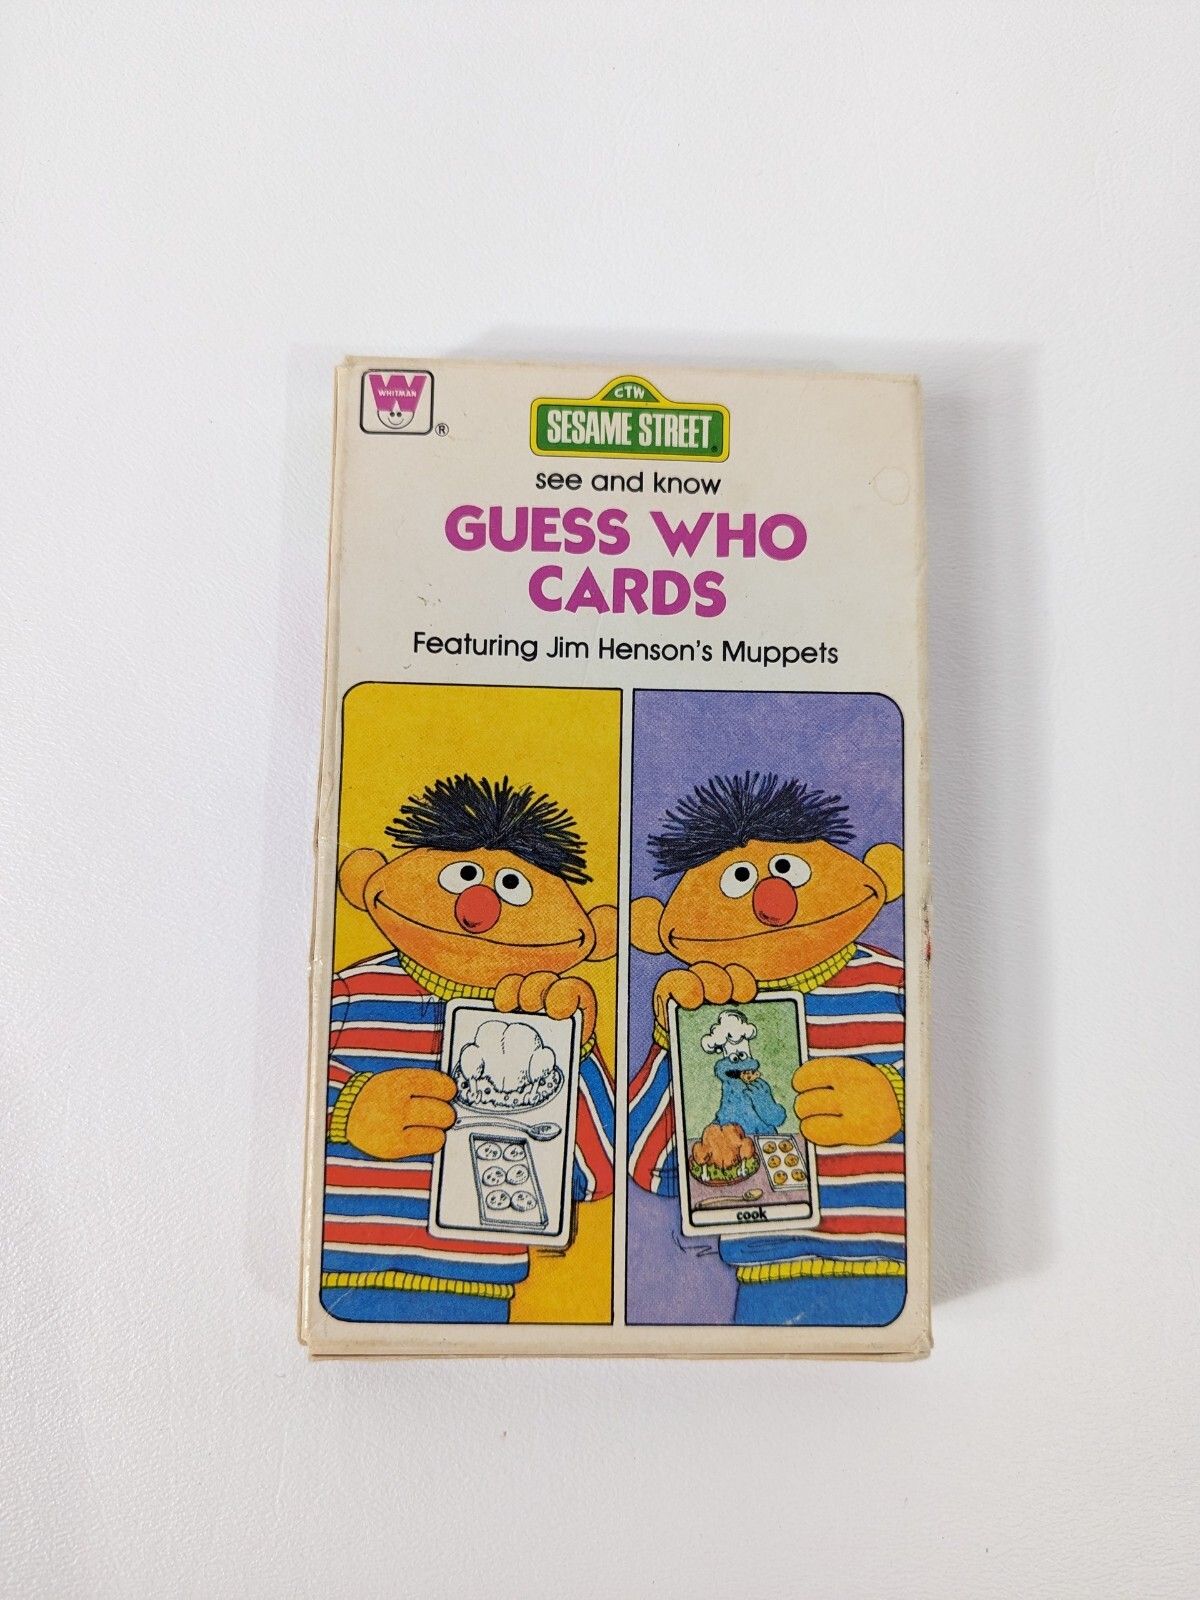 WHITMAN
®
CTW
SESAME STREET®
see and know
GUESS WHO
CARDS
Featuring Jim Henson's Muppets
cook